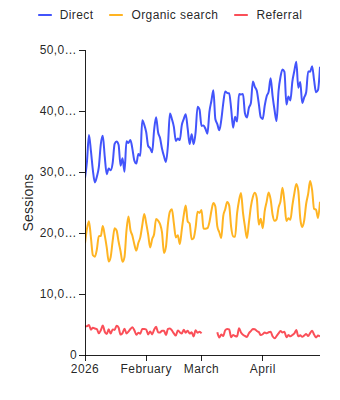 Direct Organic search Referral
50,0…
40,0…
30,0…
20,0…
10,0…
0
Sessions
2026 February March April